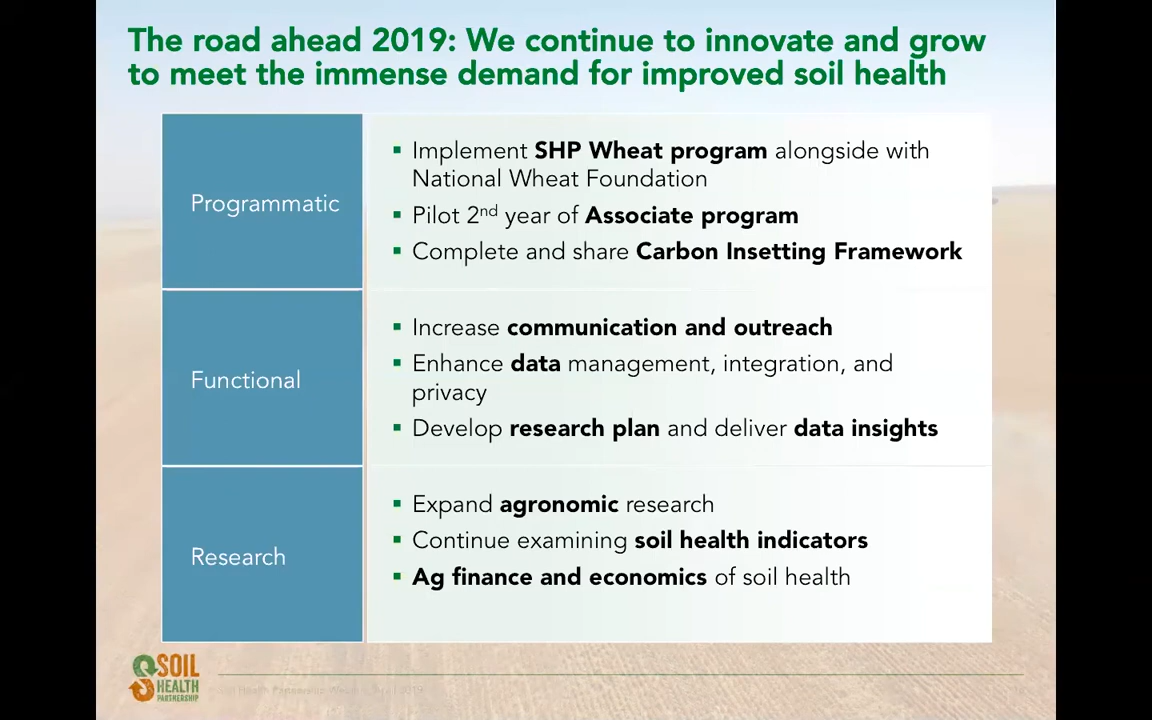 The road ahead 2019: We continue to innovate and grow
to meet the immense demand for improved soil health
Programmatic
▪ Implement SHP Wheat program alongside with
National Wheat Foundation
▪ Pilot 2nd year of Associate program
▪ Complete and share Carbon Insetting Framework
Functional
▪ Increase communication and outreach
▪ Enhance data management, integration, and
privacy
▪ Develop research plan and deliver data insights
Research
▪ Expand agronomic research
▪ Continue examining soil health indicators
▪ Ag finance and economics of soil health
SOIL
HEALTH
PARTNERSHIP
Soil Health Partnership 2019